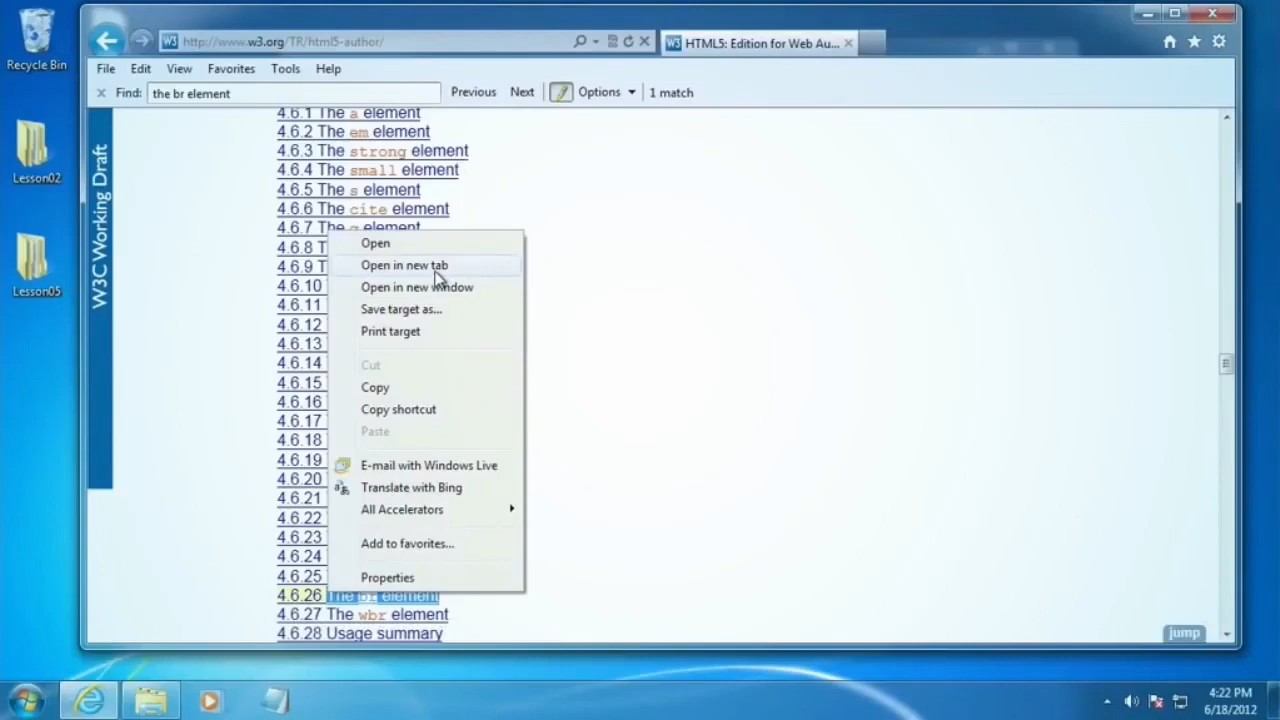 Recycle Bin
Lesson02
Lesson05
W3 http://www.w3.org/TR/html5-author/
W3 HTML5: Edition for Web Au...
File Edit View Favorites Tools Help
Find: the br element Previous Next Options 1 match
W3C Working Draft
4.6.1 The a element
4.6.2 The em element
4.6.3 The strong element
4.6.4 The small element
4.6.5 The s element
4.6.6 The cite element
4.6.7 The q element
4.6.8 T
4.6.9 T
4.6.10
4.6.11
4.6.12
4.6.13
4.6.14
4.6.15
4.6.16
4.6.17
4.6.18
4.6.19
4.6.20
4.6.21
4.6.22
4.6.23
4.6.24
4.6.25
4.6.26 The br element
4.6.27 The wbr element
4.6.28 Usage summary
Open
Open in new tab
Open in new window
Save target as...
Print target
Cut
Copy
Copy shortcut
Paste
E-mail with Windows Live
Translate with Bing
All Accelerators
Add to favorites...
Properties
jump
4:22 PM
6/18/2012